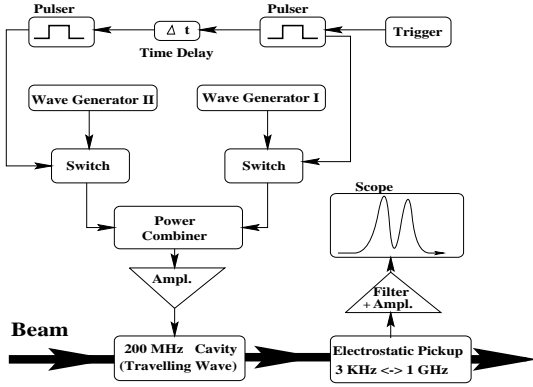 Pulser
Pulser
Δ t
Trigger
Time Delay
Wave Generator II
Wave Generator I
Switch
Switch
Scope
Power
Combiner
Ampl.
Filter
+ Ampl.
Beam
200 MHz Cavity
(Travelling Wave)
Electrostatic Pickup
3 KHz <-> 1 GHz